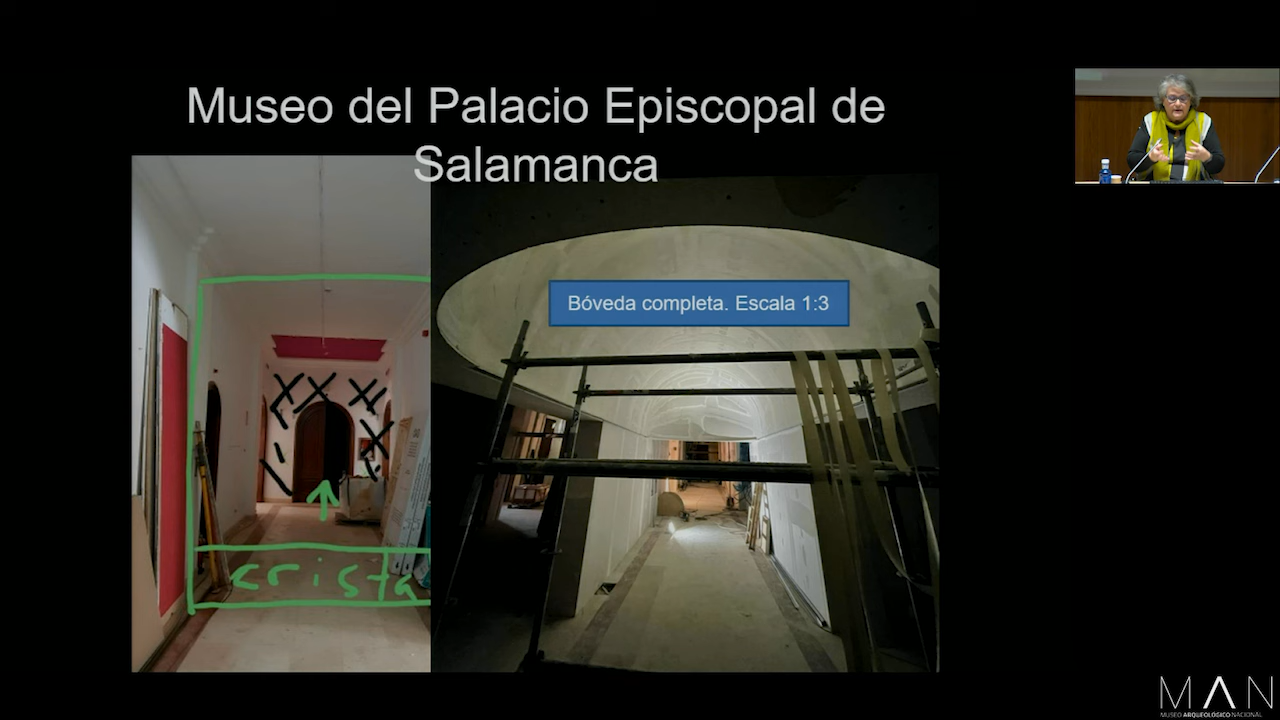 Museo del Palacio Episcopal de
Salamanca
Bóveda completa. Escala 1:3
crista
MAN
MUSEO ARQUEOLÓGICO NACIONAL